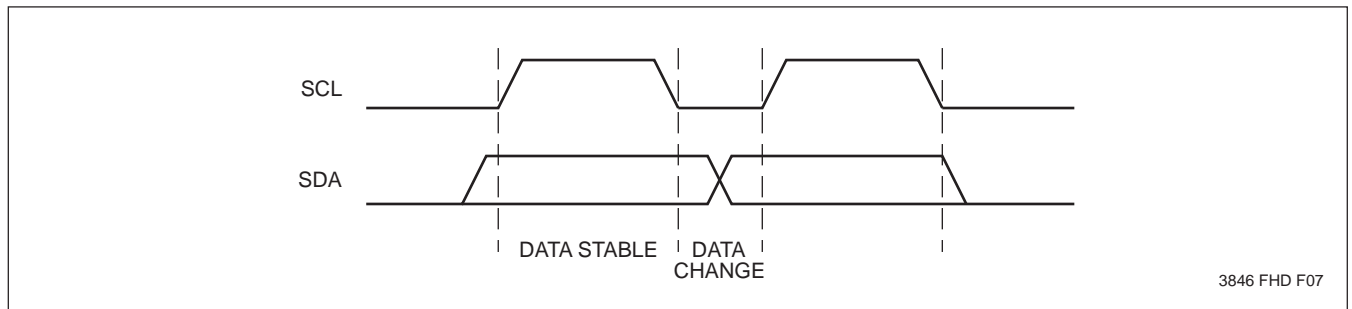 SCL
SDA
DATA STABLE
DATA
CHANGE
3846 FHD F07